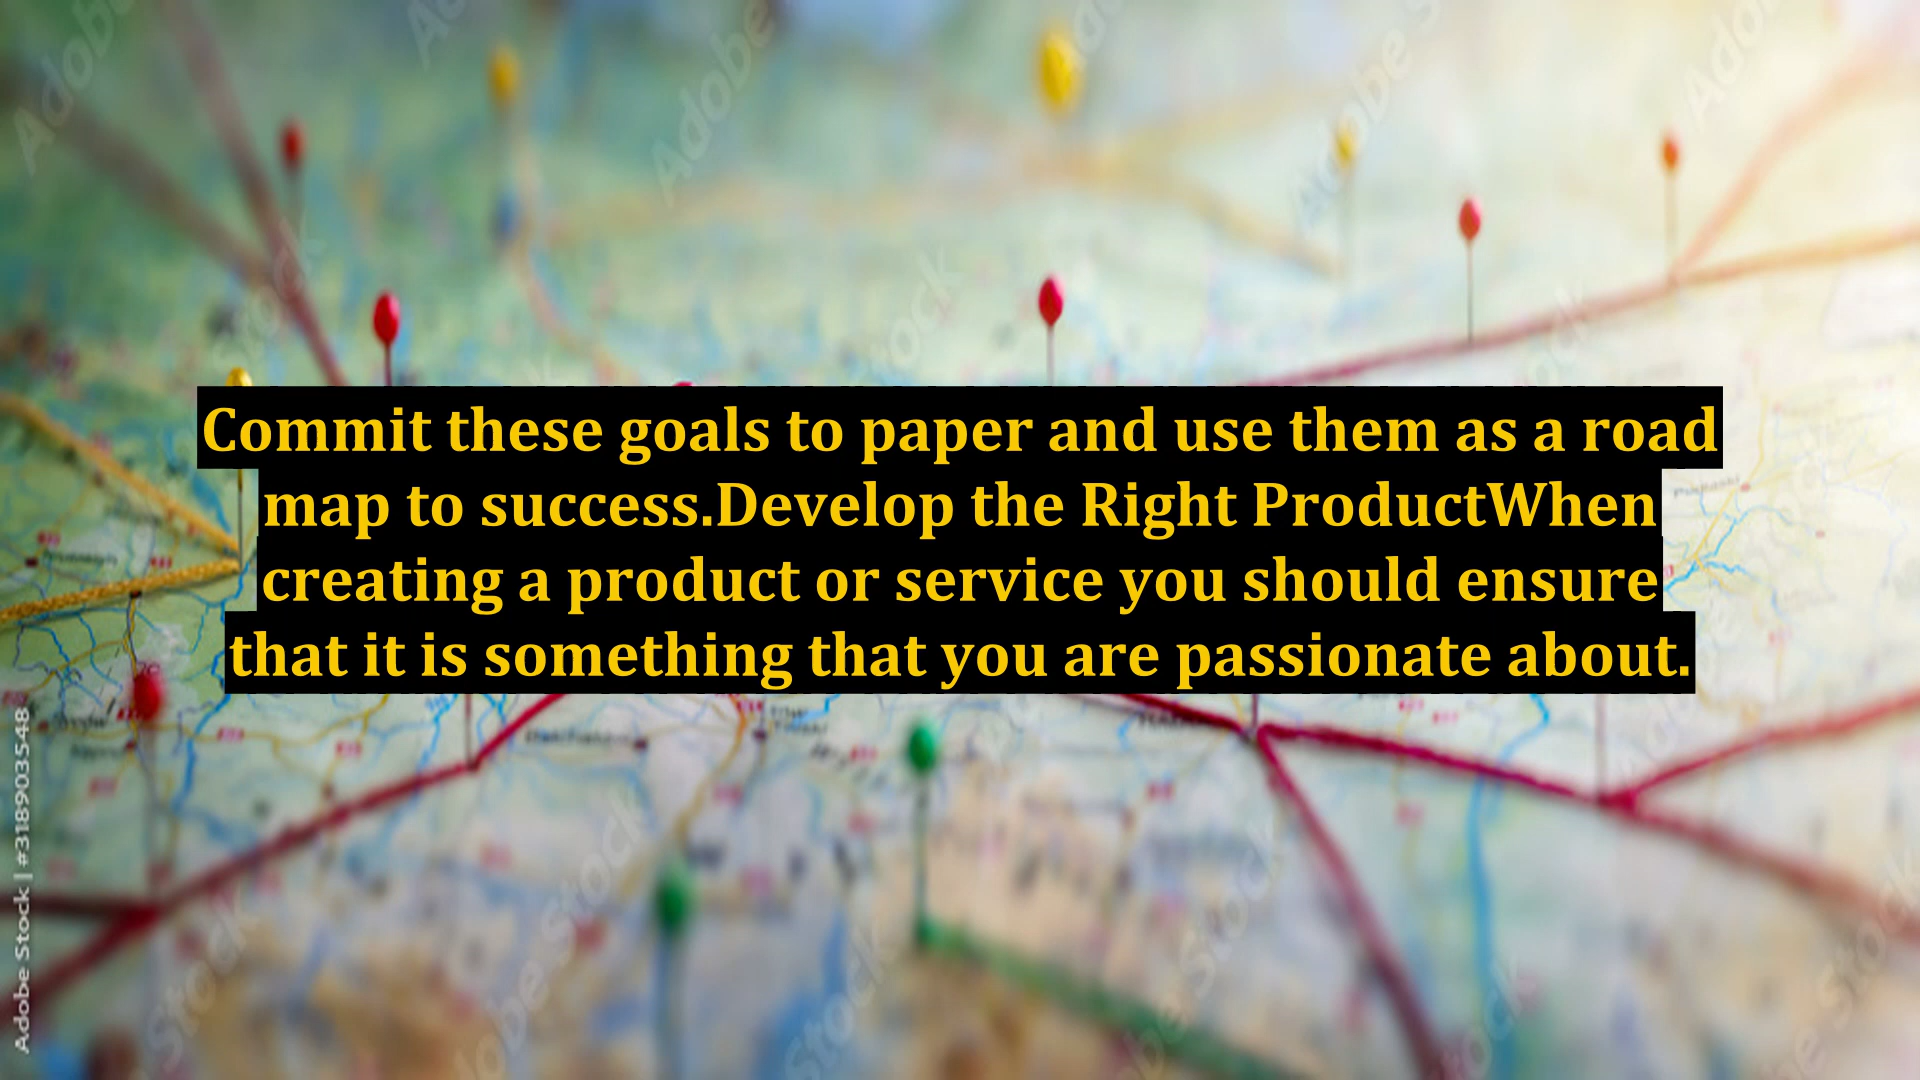 Commit these goals to paper and use them as a road
map to success.Develop the Right ProductWhen
creating a product or service you should ensure
that it is something that you are passionate about.
Adobe Stock | #318903548